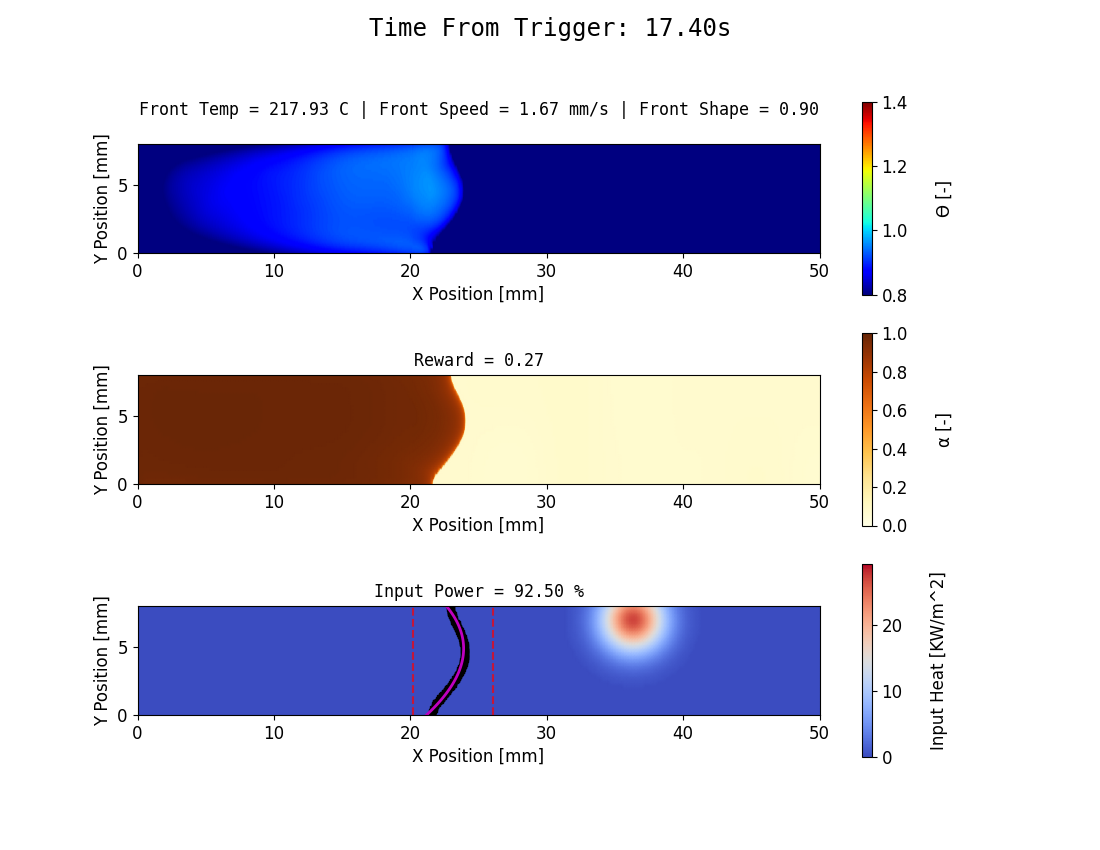 Time From Trigger: 17.40s
Front Temp = 217.93 C | Front Speed = 1.67 mm/s | Front Shape = 0.90
Y Position [mm]
5
0
0 10 20 30 40 50
X Position [mm]
1.4
1.2
1.0
0.8
Θ [-]
Reward = 0.27
Y Position [mm]
5
0
0 10 20 30 40 50
X Position [mm]
1.0
0.8
0.6
0.4
0.2
0.0
α [-]
Input Power = 92.50 %
Y Position [mm]
5
0
0 10 20 30 40 50
X Position [mm]
20
10
0
Input Heat [KW/m^2]